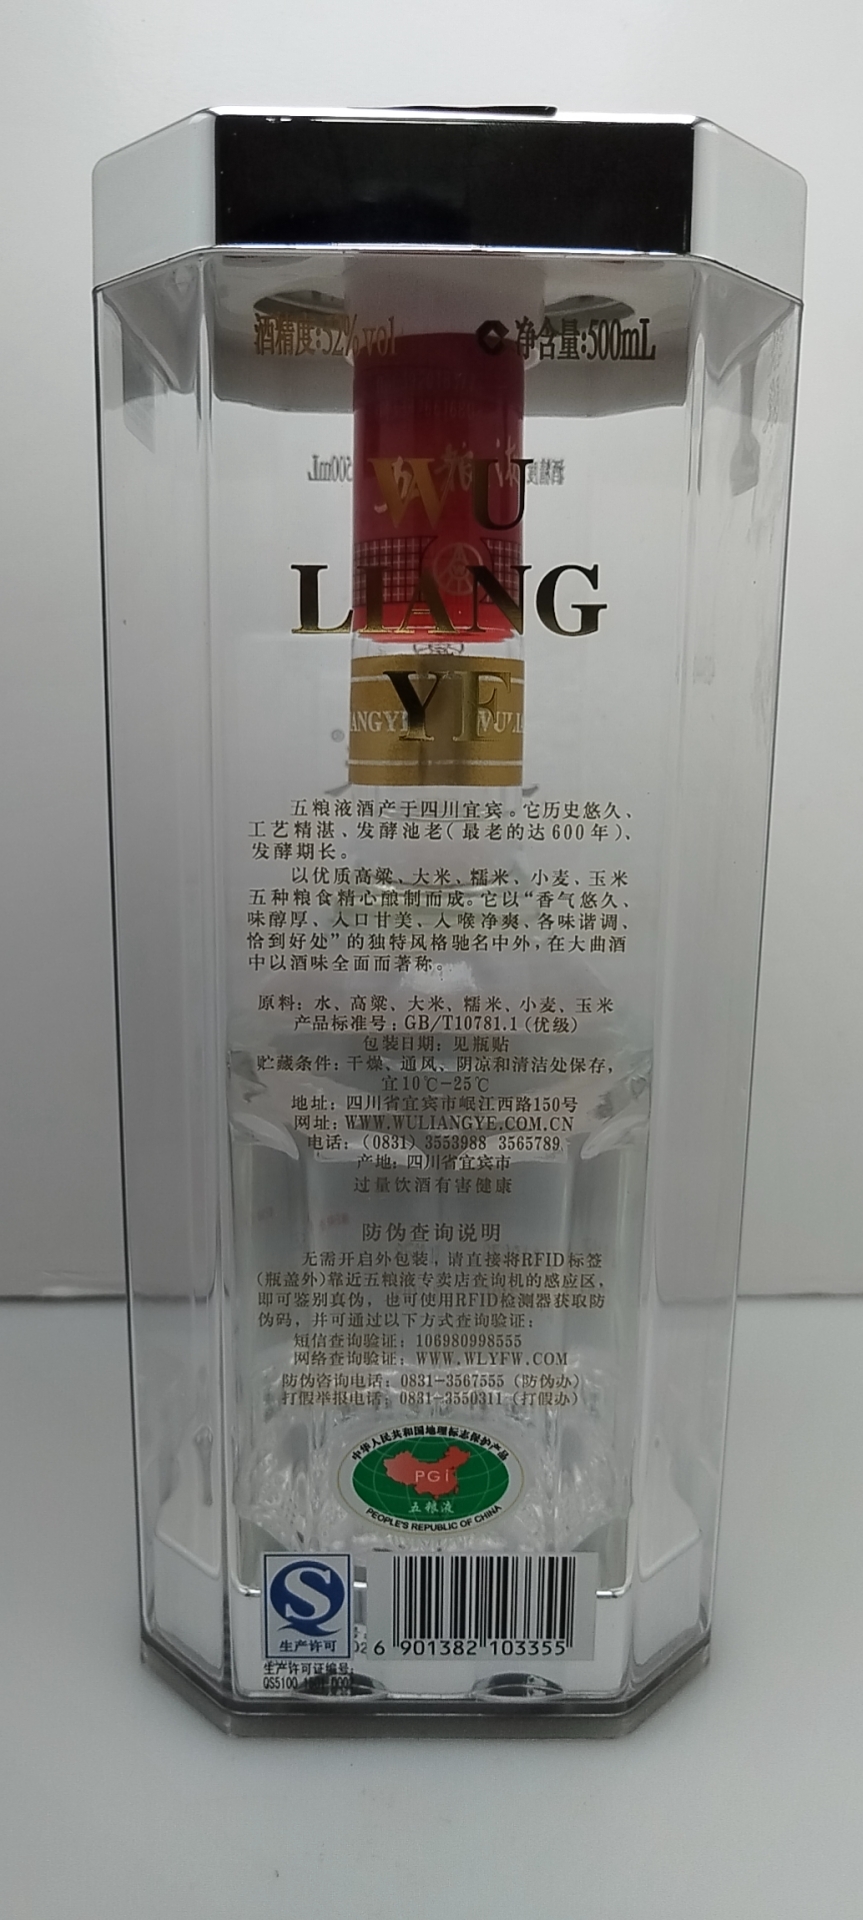 酒精度:52%vol
净含量:500mL
WU
LIANG
YE
五粮液酒产于四川宜宾。它历史悠久、
工艺精湛、发酵池老(最老的达600年)、
发酵期长。
以优质高粱、大米、糯米、小麦、玉米
五种粮食精心酿制而成。它以“香气悠久、
味醇厚、入口甘美、入喉净爽、各味谐调、
恰到好处”的独特风格驰名中外,在大曲酒
中以酒味全面而著称。
原料: 水、高粱、大米、糯米、小麦、玉米
产品标准号: GB/T10781.1(优级)
包装日期: 见瓶贴
贮藏条件: 干燥、通风、阴凉和清洁处保存,
宜10℃-25℃
地址: 四川省宜宾市岷江西路150号
网址: WWW.WULIANGYE.COM.CN
电话: (0831) 3553988 3565789
产地: 四川省宜宾市
过量饮酒有害健康
防伪查询说明
无需开启外包装, 请直接将RFID标签
(瓶盖外)靠近五粮液专卖店查询机的感应区,
即可鉴别真伪, 也可使用RFID检测器获取防
伪码, 并可通过以下方式查询验证:
短信查询验证: 106980998555
网络查询验证: WWW.WLYFW.COM
防伪咨询电话: 0831-3567555 (防伪办)
打假举报电话: 0831-3550311 (打假办)
中华人民共和国地理标志保护产品
PGI
五粮液
PEOPLE'S REPUBLIC OF CHINA
生产许可
6 901382 103355
生产许可证编号:
QS5100